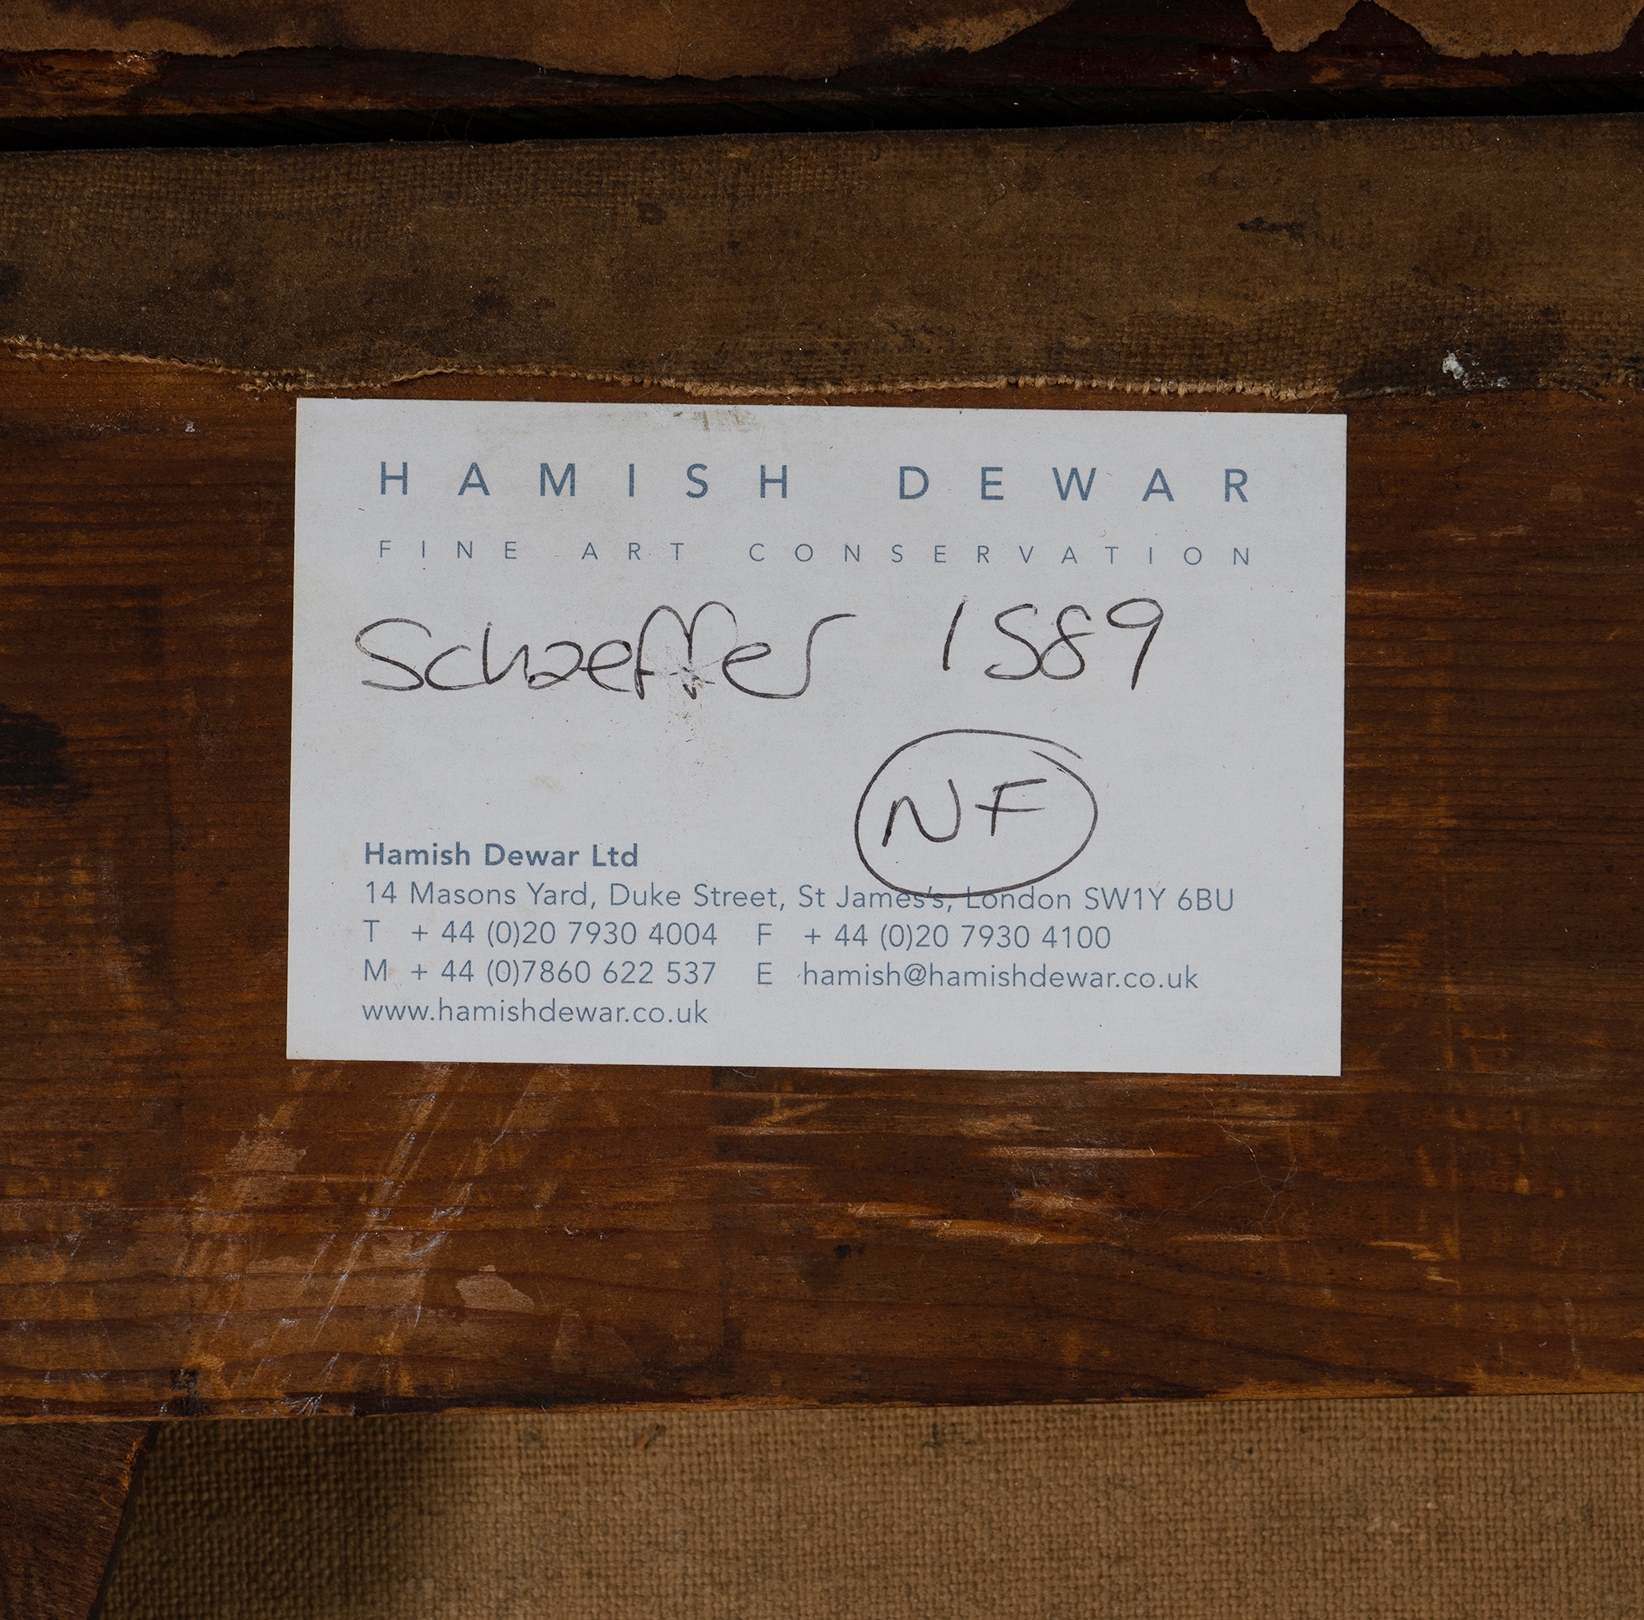 HAMISH DEWAR
FINE ART CONSERVATION
Schaeffer 1589
NF
Hamish Dewar Ltd
14 Masons Yard, Duke Street, St James's, London SW1Y 6BU
T + 44 (0)20 7930 4004 F + 44 (0)20 7930 4100
M + 44 (0)7860 622 537 E hamish@hamishdewar.co.uk
www.hamishdewar.co.uk